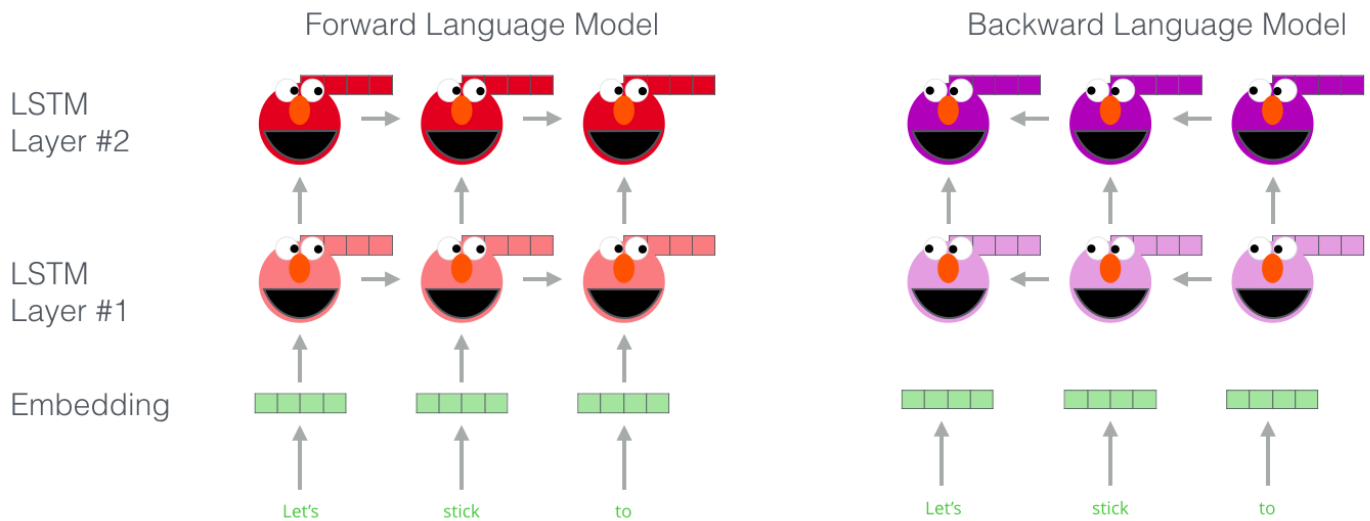 Forward Language Model
Backward Language Model
LSTM
Layer #2
LSTM
Layer #1
Embedding
Let's
stick
to
Let's
stick
to